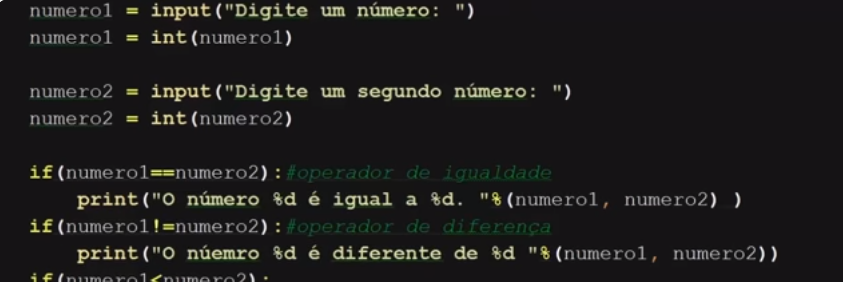 numero1 = input("Digite um número: ")
numero1 = int(numero1)
numero2 = input("Digite um segundo número: ")
numero2 = int(numero2)
if(numero1==numero2):#operador de igualdade
print("O número %d é igual a %d. "%(numero1, numero2) )
if(numero1!=numero2):#operador de diferença
print("O núemro %d é diferente de %d "%(numero1, numero2))
if(numero1<numero2):